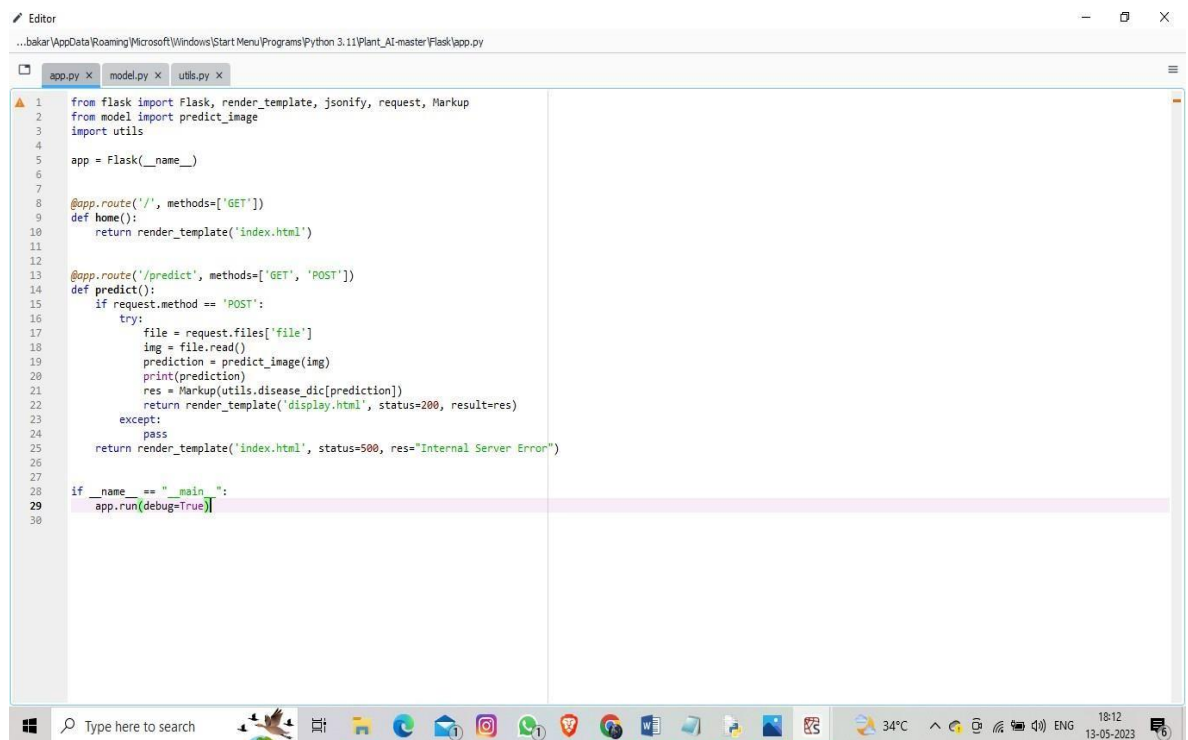 Editor
...bakar\AppData\Roaming\Microsoft\Windows\Start Menu\Programs\Python 3.11\Plant_AI-master\Flask\app.py
app.py model.py utils.py
1 from flask import Flask, render_template, jsonify, request, Markup
2 from model import predict_image
3 import utils
4
5 app = Flask(__name__)
6
7
8 @app.route('/', methods=['GET'])
9 def home():
10     return render_template('index.html')
11
12
13 @app.route('/predict', methods=['GET', 'POST'])
14 def predict():
15     if request.method == 'POST':
16         try:
17             file = request.files['file']
18             img = file.read()
19             prediction = predict_image(img)
20             print(prediction)
21             res = Markup(utils.disease_dic[prediction])
22             return render_template('display.html', status=200, result=res)
23         except:
24             pass
25     return render_template('index.html', status=500, res="Internal Server Error")
26
27
28 if __name__ == "__main__":
29     app.run(debug=True)
30
Type here to search 34°C ENG 18:12
13-05-2023